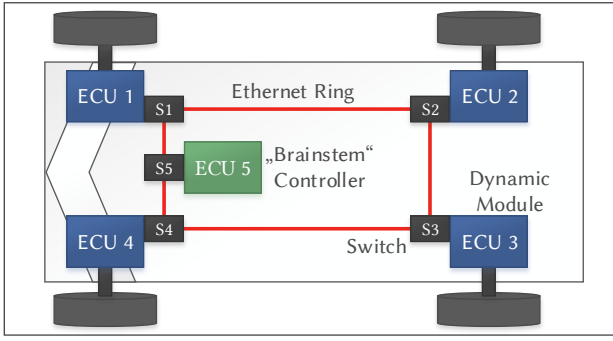 ECU 1
S1
Ethernet Ring
S2
ECU 2
S5
ECU 5
„Brainstem“
Controller
Dynamic
Module
ECU 4
S4
Switch
S3
ECU 3